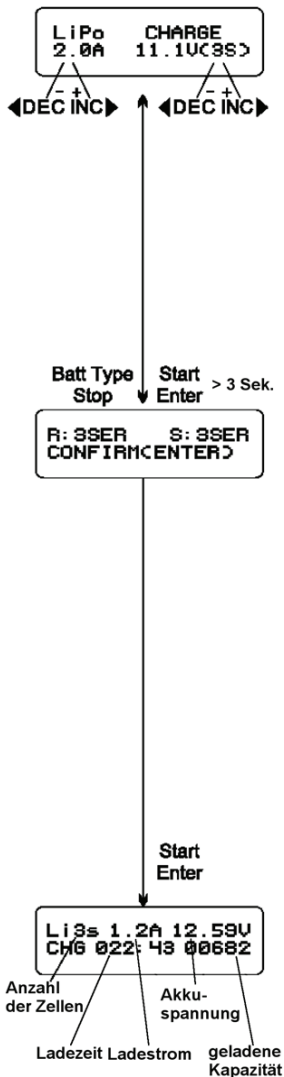 LiPo CHARGE
2.0A 11.1V(3S)
- + - +
◀DEC INC▶ ◀DEC INC▶
Batt Type Start
Stop Enter > 3 Sek.
R:3SER S:3SER
CONFIRM(ENTER)
Start
Enter
Li3s 1.2A 12.59V
CHG 022:43 00682
Anzahl
der Zellen
Akku-
spannung
Ladezeit Ladestrom geladene
Kapazität